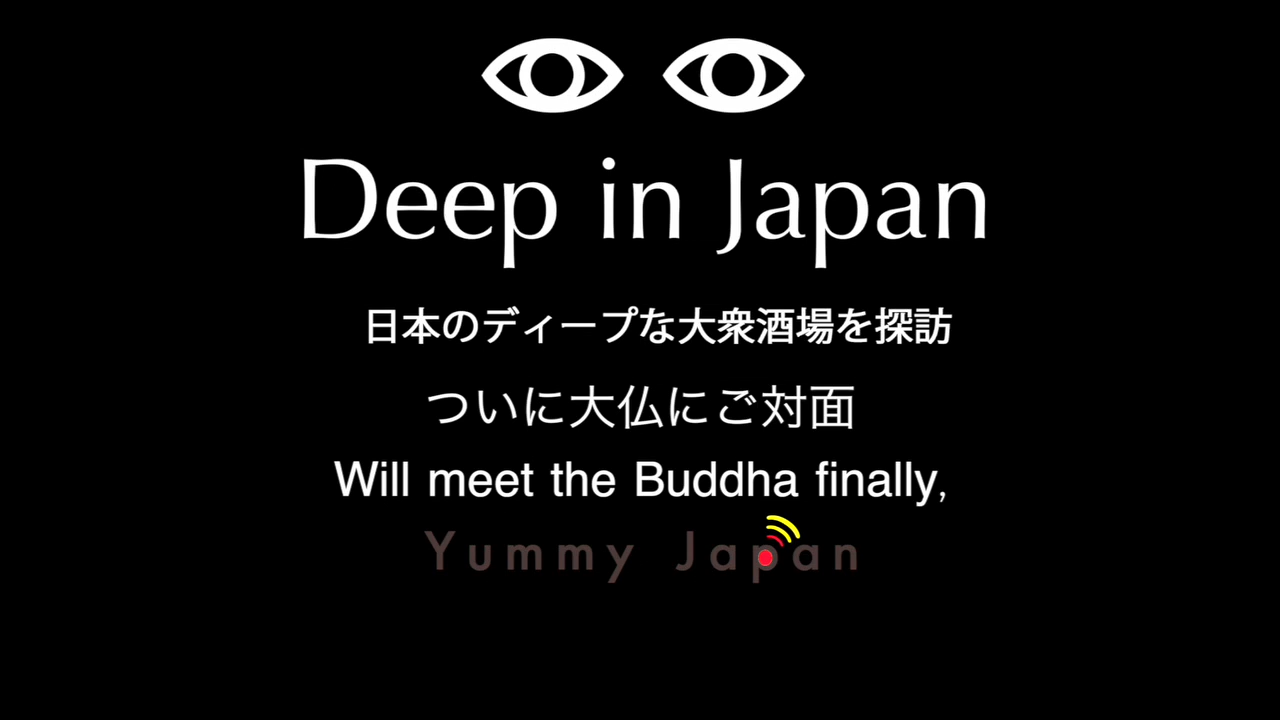 Deep in Japan
日本のディープな大衆酒場を探訪
ついに大仏にご対面
Will meet the Buddha finally,
Yummy Japan